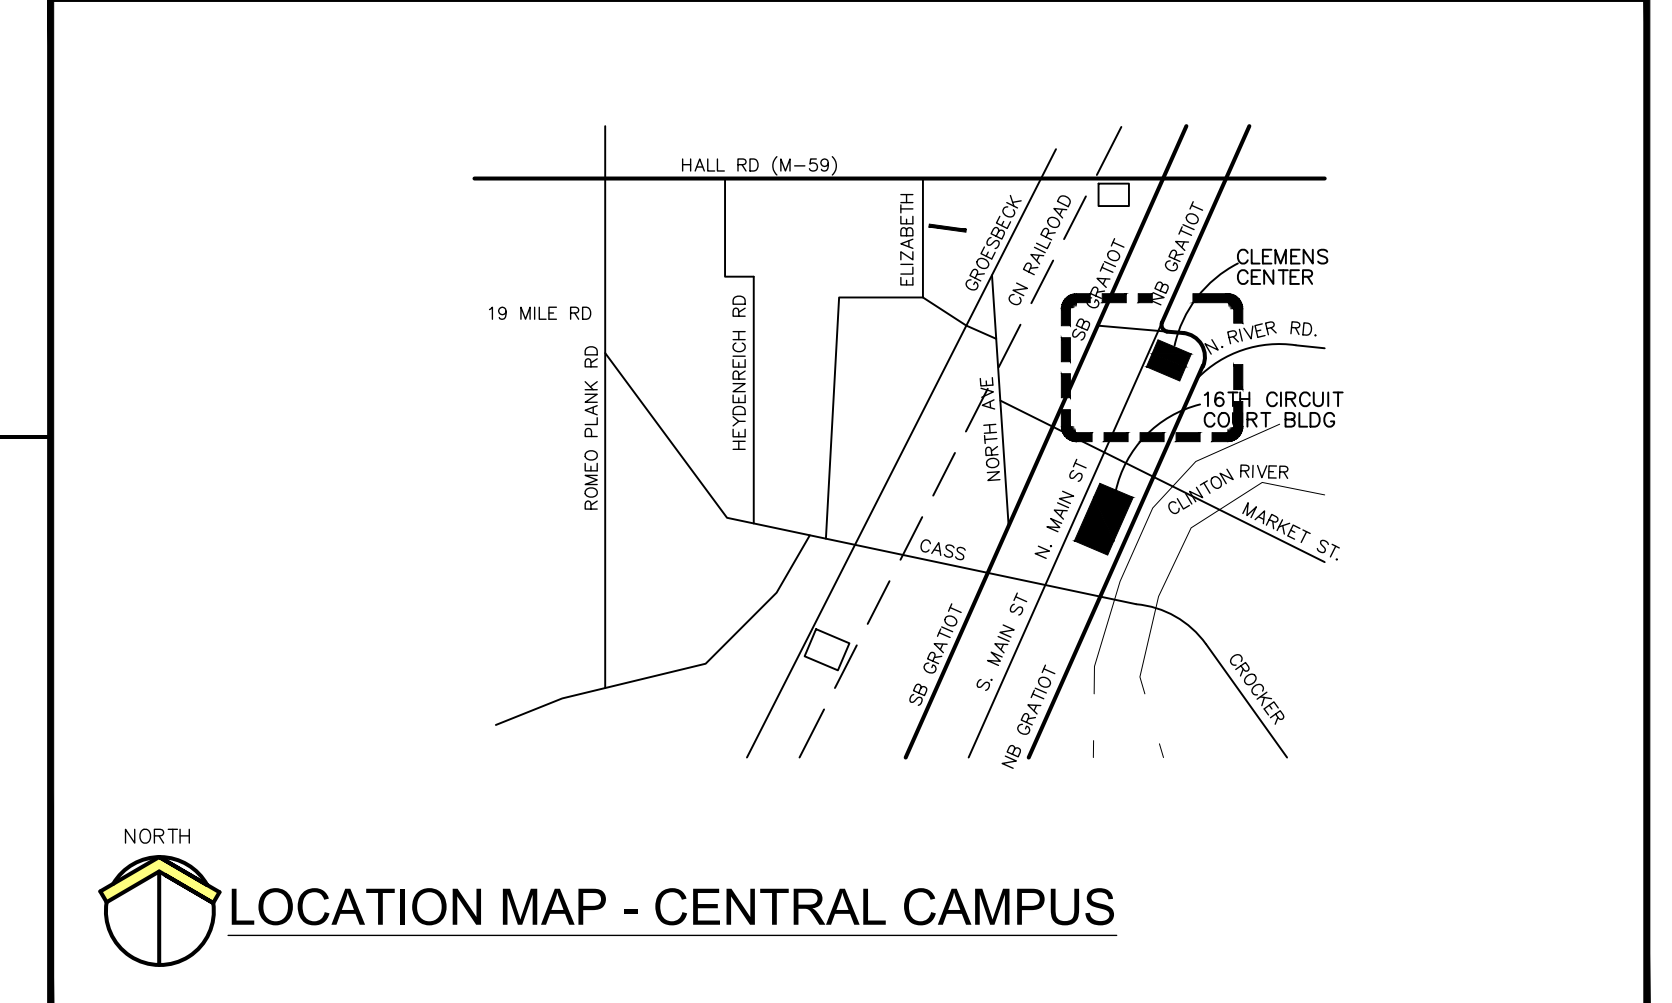 HALL RD (M-59)
ELIZABETH
GROESBECK
CN RAILROAD
SB GRATIOT
NB GRATIOT
CLEMENS
CENTER
19 MILE RD
HEYDENREICH RD
ROMEO PLANK RD
N. RIVER RD.
NORTH AVE
16TH CIRCUIT
COURT BLDG
CLINTON RIVER
MARKET ST.
N. MAIN ST
CASS
SB GRATIOT
S. MAIN ST
NB GRATIOT
CROCKER
NORTH
LOCATION MAP - CENTRAL CAMPUS